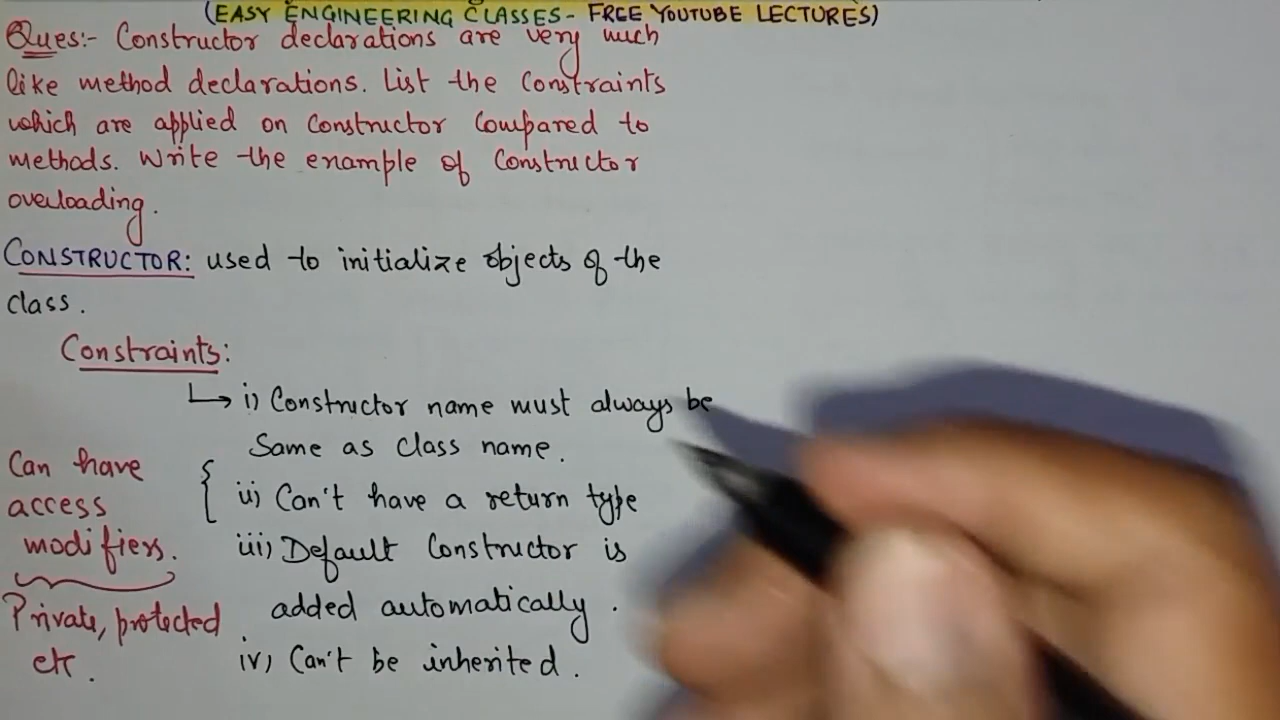 (EASY ENGINEERING CLASSES- FREE YOUTUBE LECTURES)
Ques:- Constructor declarations are very much
like method declarations. List the constraints
which are applied on constructor compared to
methods. Write the example of constructor
overloading.
CONSTRUCTOR: used to initialize objects of the
class.
Constraints:
i) Constructor name must always be
Same as class name.
ii) Can't have a return type
iii) Default Constructor is
added automatically.
iv) Can't be inherited.
Can have
access
modifiers.
Private, protected
etc.